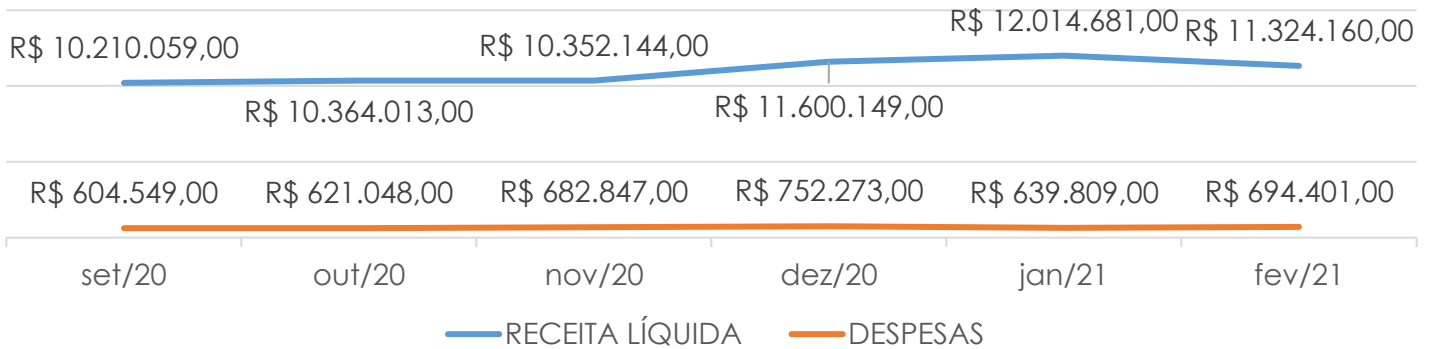 R$ 10.210.059,00
R$ 10.364.013,00
R$ 10.352.144,00
R$ 11.600.149,00
R$ 12.014.681,00
R$ 11.324.160,00
R$ 604.549,00
R$ 621.048,00
R$ 682.847,00
R$ 752.273,00
R$ 639.809,00
R$ 694.401,00
set/20
out/20
nov/20
dez/20
jan/21
fev/21
RECEITA LÍQUIDA
DESPESAS